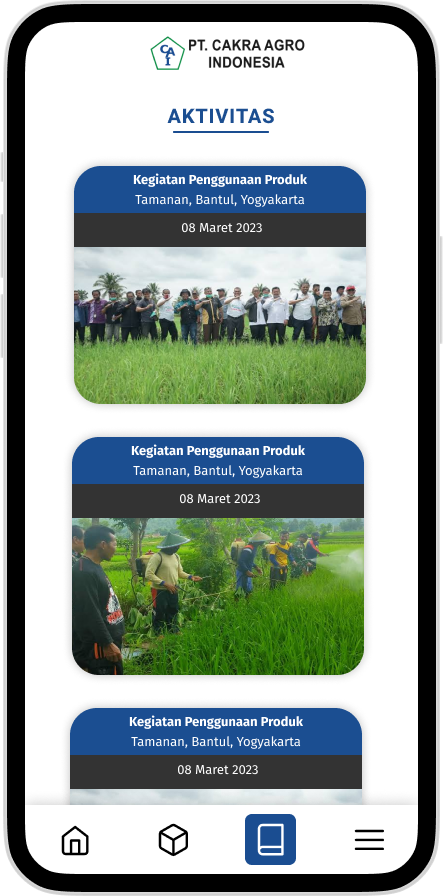 CAI
PT. CAKRA AGRO
INDONESIA
AKTIVITAS
Kegiatan Penggunaan Produk
Tamanan, Bantul, Yogyakarta
08 Maret 2023
Kegiatan Penggunaan Produk
Tamanan, Bantul, Yogyakarta
08 Maret 2023
Kegiatan Penggunaan Produk
Tamanan, Bantul, Yogyakarta
08 Maret 2023